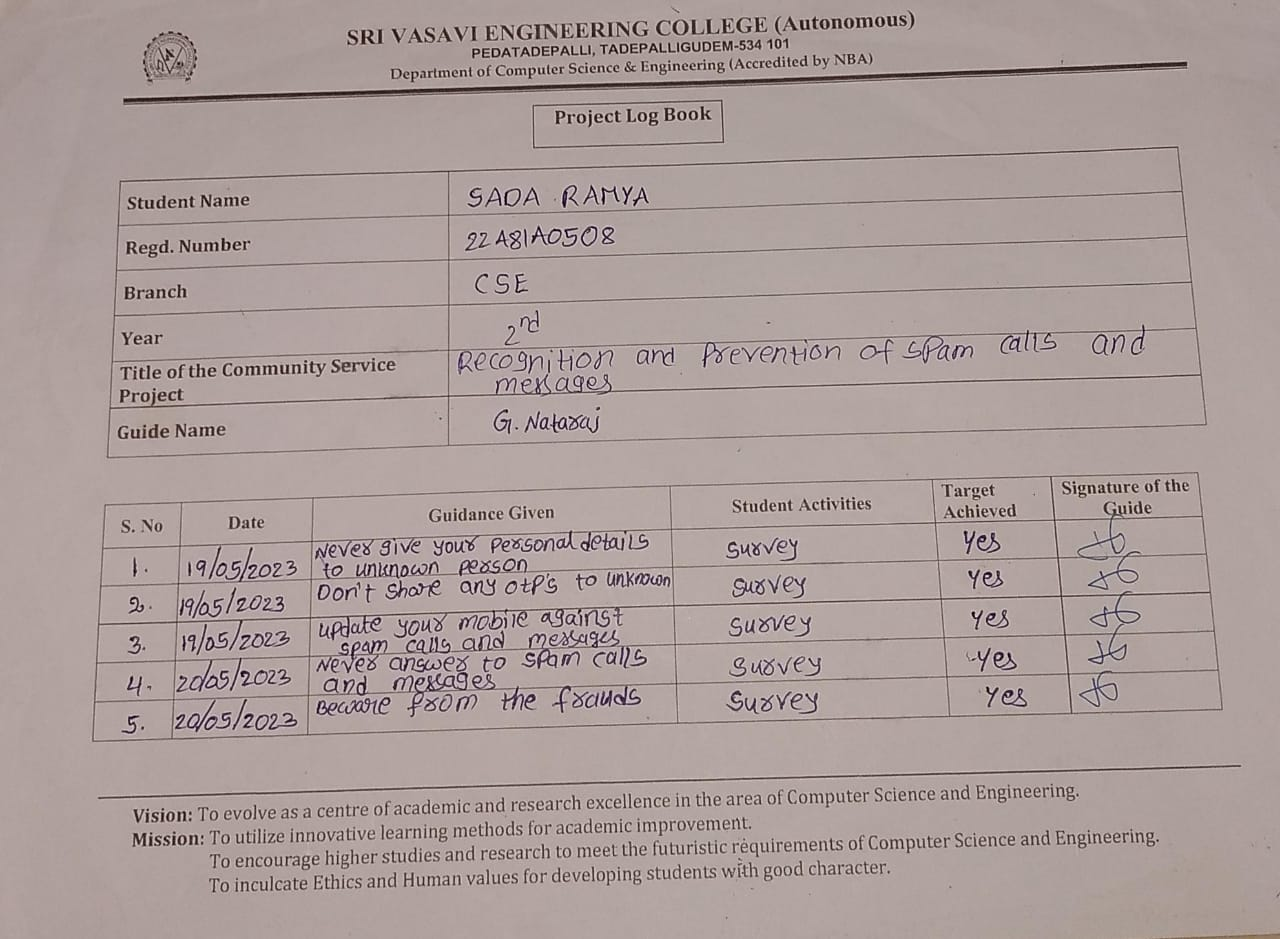 SRI VASAVI ENGINEERING COLLEGE (Autonomous)
PEDATADEPALLI, TADEPALLIGUDEM-534 101
Department of Computer Science & Engineering (Accredited by NBA)
Project Log Book
Student Name SADA RAMYA
Regd. Number 22A81A0508
Branch CSE
Year 2nd
Title of the Community Service Recognition and Prevention of spam calls and
Project messages
Guide Name G. Nataraj
S. No Date Guidance Given Student Activities Target Achieved Signature of the Guide
1. 19/05/2023 Never give your personal details to unknown person survey Yes
2. 19/05/2023 Don't share any OTP's to unknown survey Yes
3. 19/05/2023 update your mobile against spam calls and messages survey Yes
4. 20/05/2023 Never answer to spam calls and messages survey Yes
5. 20/05/2023 Beware from the frauds survey Yes
Vision: To evolve as a centre of academic and research excellence in the area of Computer Science and Engineering.
Mission: To utilize innovative learning methods for academic improvement.
To encourage higher studies and research to meet the futuristic requirements of Computer Science and Engineering.
To inculcate Ethics and Human values for developing students with good character.